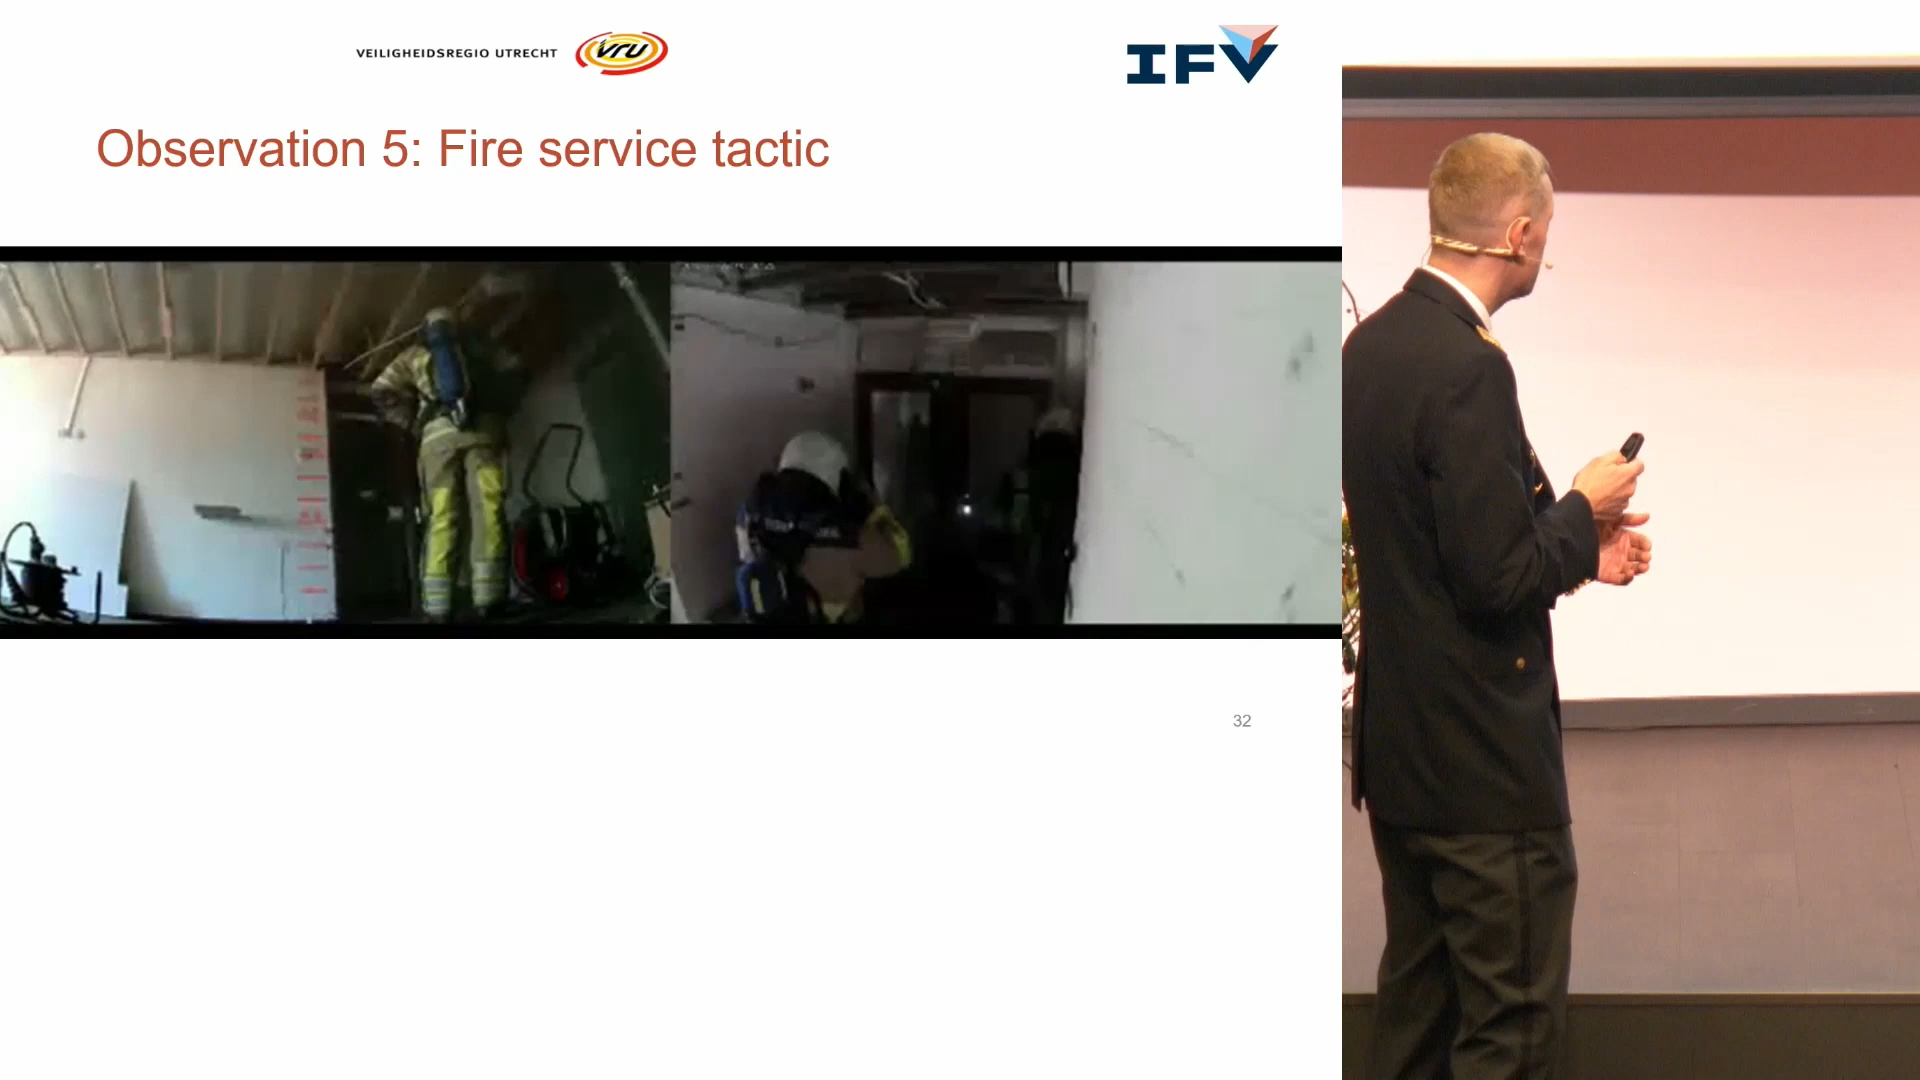 VEILIGHEIDSREGIO UTRECHT
vru
IFV
Observation 5: Fire service tactic
32